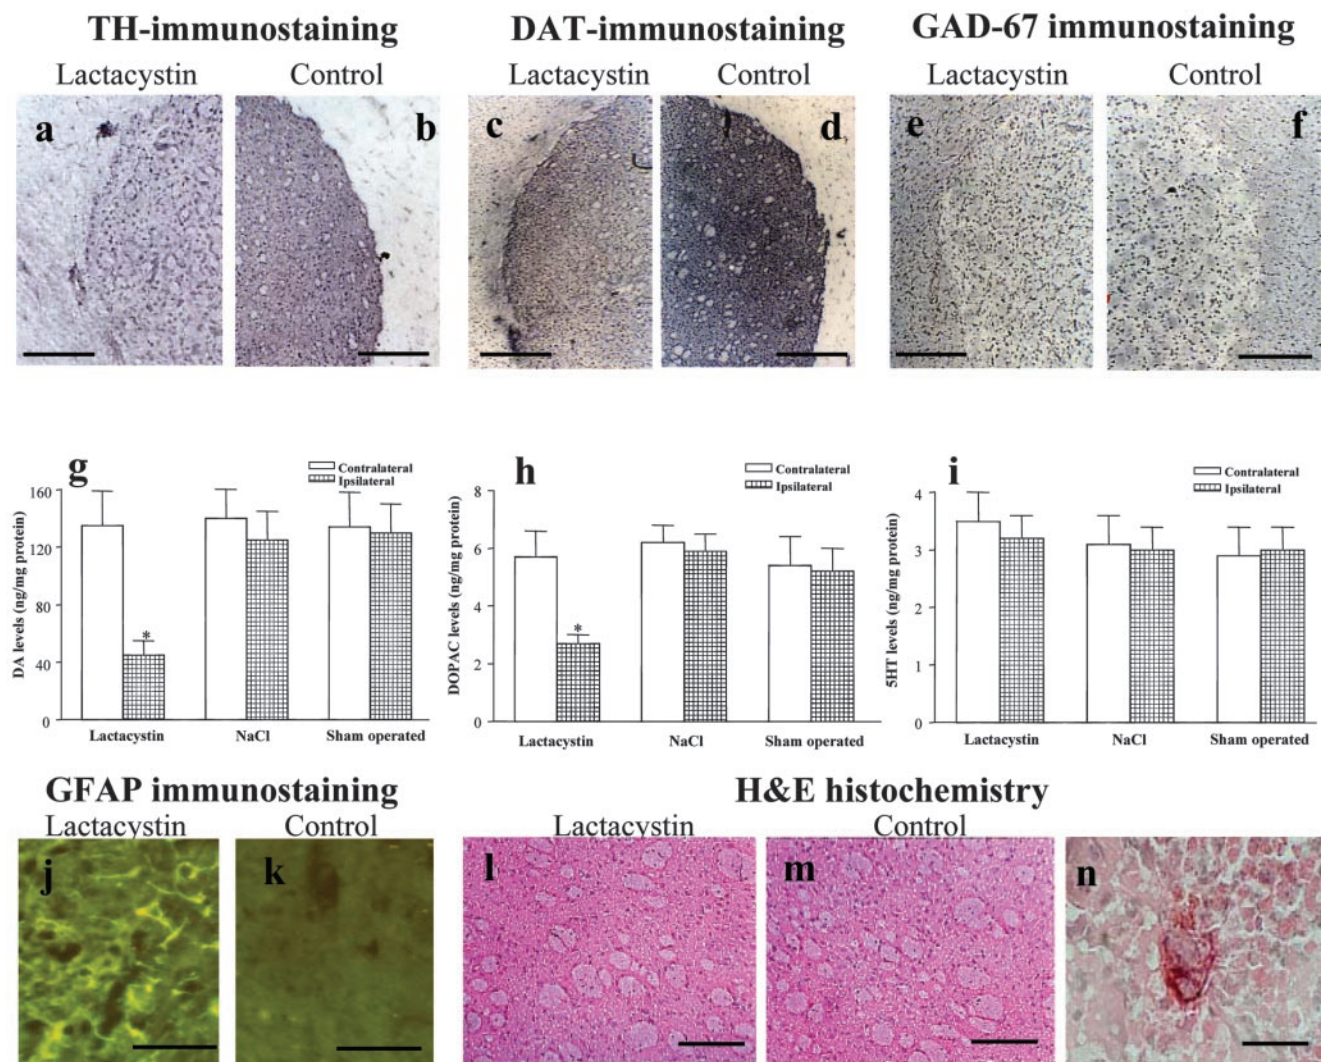 TH-immunostaining DAT-immunostaining GAD-67 immunostaining
Lactacystin Control Lactacystin Control Lactacystin Control
a b c d e f
g h i
Contralateral
Ipsilateral
Contralateral
Ipsilateral
Contralateral
Ipsilateral
DA levels (ng/mg protein)
160
120
80
40
0
*
Lactacystin NaCl Sham operated
DOPAC levels (ng/mg protein)
8
6
4
2
0
*
Lactacystin NaCl Sham operated
5HT levels (ng/mg protein)
4
3
2
1
0
Lactacystin NaCl Sham operated
GFAP immunostaining H&E histochemistry
Lactacystin Control Lactacystin Control
j k l m n